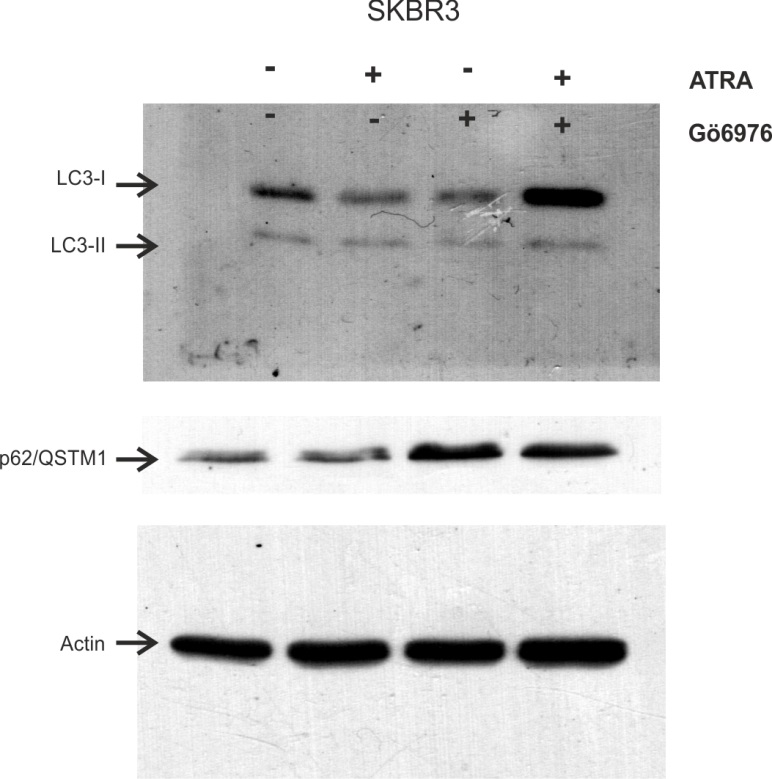 SKBR3
- + - + ATRA
- - + + Gö6976
LC3-I
LC3-II
p62/QSTM1
Actin